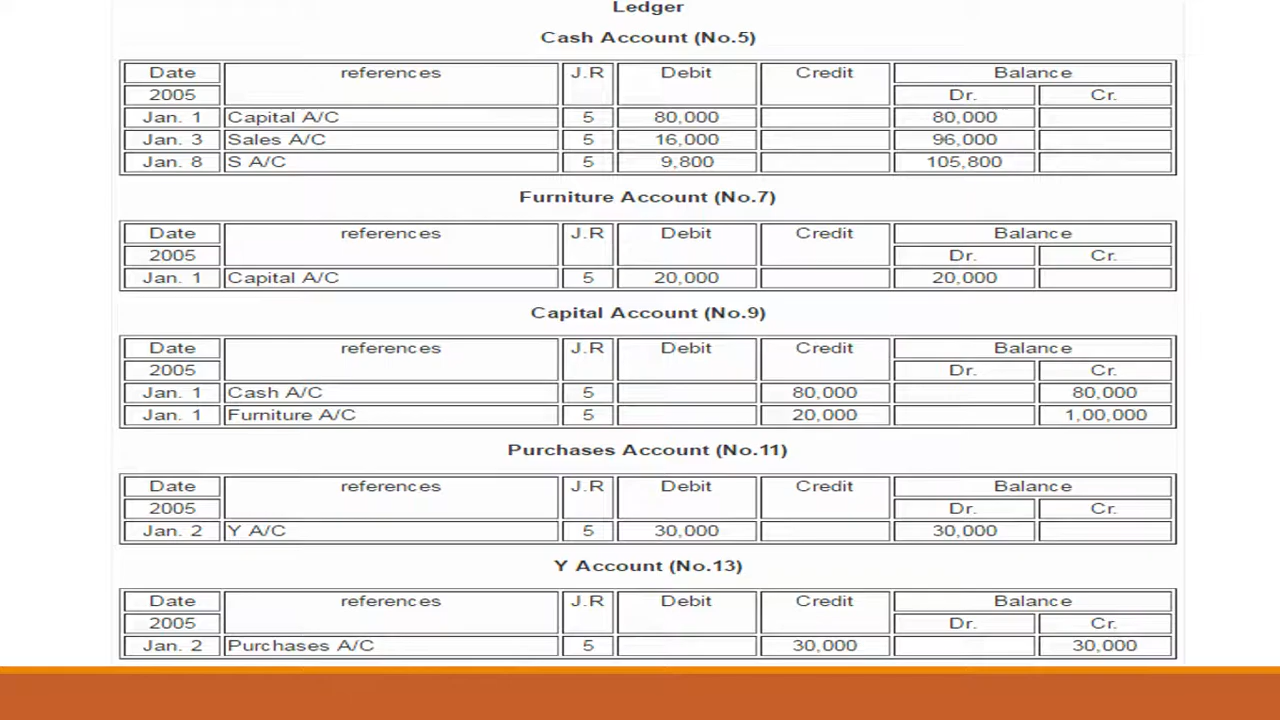 Ledger
Cash Account (No.5)
Date references J.R Debit Credit Balance
2005 Dr. Cr.
Jan. 1 Capital A/C 5 80,000 80,000
Jan. 3 Sales A/C 5 16,000 96,000
Jan. 8 S A/C 5 9,800 105,800
Furniture Account (No.7)
Date references J.R Debit Credit Balance
2005 Dr. Cr.
Jan. 1 Capital A/C 5 20,000 20,000
Capital Account (No.9)
Date references J.R Debit Credit Balance
2005 Dr. Cr.
Jan. 1 Cash A/C 5 80,000 80,000
Jan. 1 Furniture A/C 5 20,000 1,00,000
Purchases Account (No.11)
Date references J.R Debit Credit Balance
2005 Dr. Cr.
Jan. 2 Y A/C 5 30,000 30,000
Y Account (No.13)
Date references J.R Debit Credit Balance
2005 Dr. Cr.
Jan. 2 Purchases A/C 5 30,000 30,000